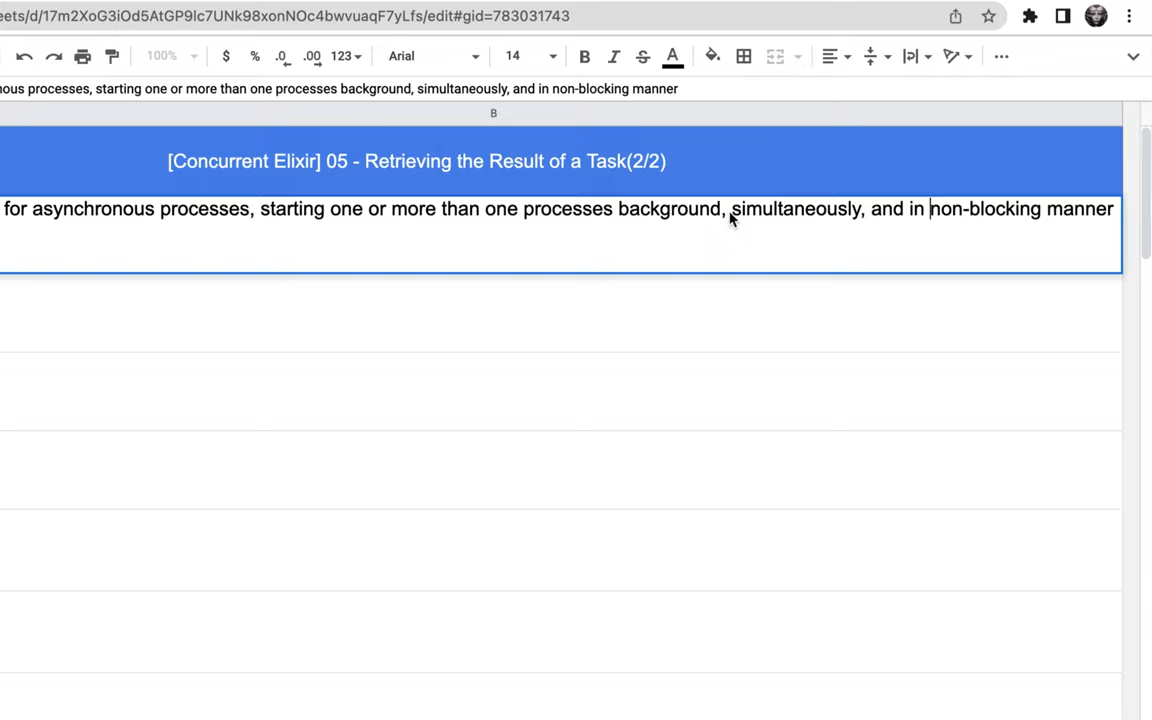 eets/d/17m2XoG3iOd5AtGP9lc7UNk98xonNOc4bwvuaqF7yLfs/edit#gid=783031743
100% $ % .0 .00 123 Arial 14 B I S A
nous processes, starting one or more than one processes background, simultaneously, and in non-blocking manner
B
[Concurrent Elixir] 05 - Retrieving the Result of a Task(2/2)
for asynchronous processes, starting one or more than one processes background, simultaneously, and in non-blocking manner